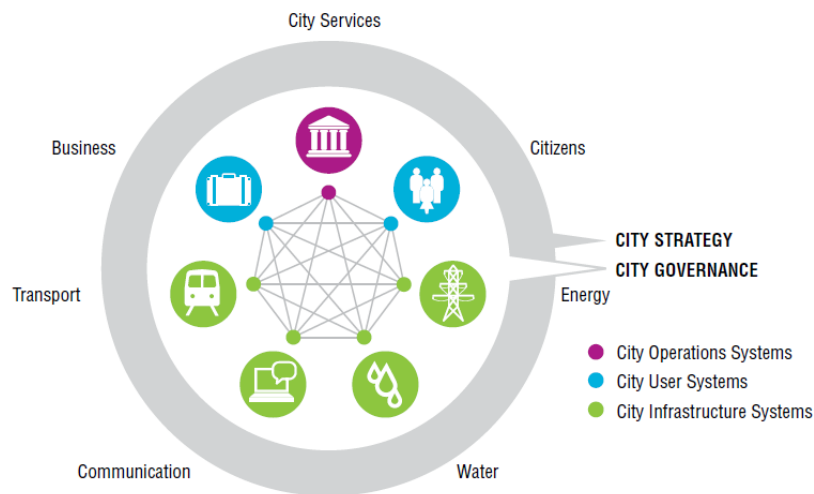 City Services
Business
Citizens
CITY STRATEGY
CITY GOVERNANCE
Transport
Energy
City Operations Systems
City User Systems
City Infrastructure Systems
Communication
Water